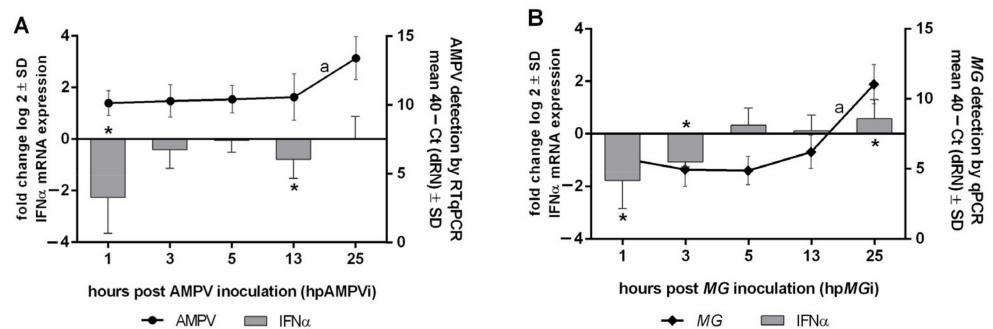 A
fold change log 2 ± SD
IFNα mRNA expression
4
2
0
−2
−4
*
*
a
15
10
5
0
AMPV detection by RTqPCR
mean 40 – Ct (dRN) ± SD
1 3 5 13 25
hours post AMPV inoculation (hpAMPVi)
AMPV IFNα
B
fold change log 2 ± SD
IFNα mRNA expression
4
2
0
−2
−4
*
*
a
*
15
10
5
0
MG detection by qPCR
mean 40 – Ct (dRN) ± SD
1 3 5 13 25
hours post MG inoculation (hpMGi)
MG IFNα